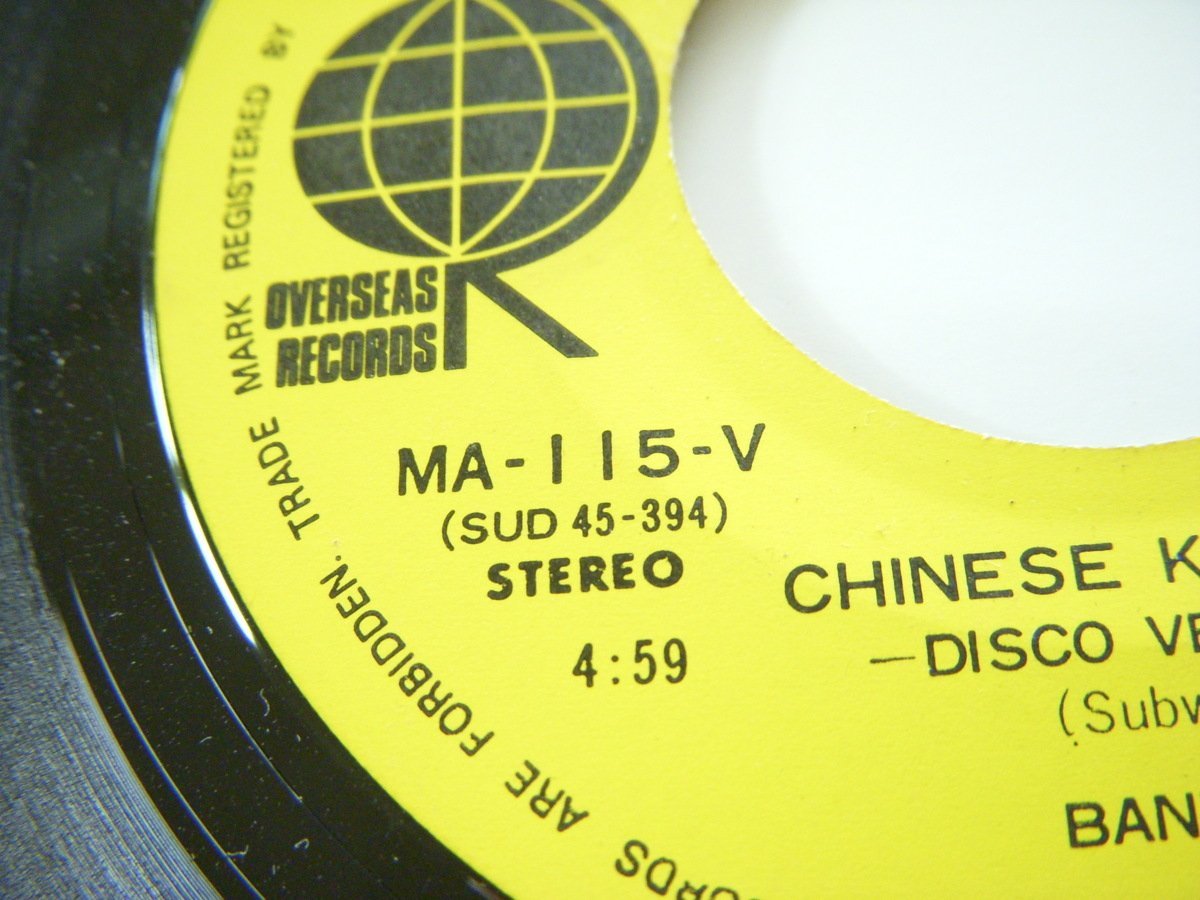 OVERSEAS
RECORDS
MA-115-V
(SUD 45-394)
STEREO
4:59
CHINESE K
—DISCO VE
(Subw
BAN
ORDS ARE FORBIDDEN. TRADE MARK REGISTERED BY